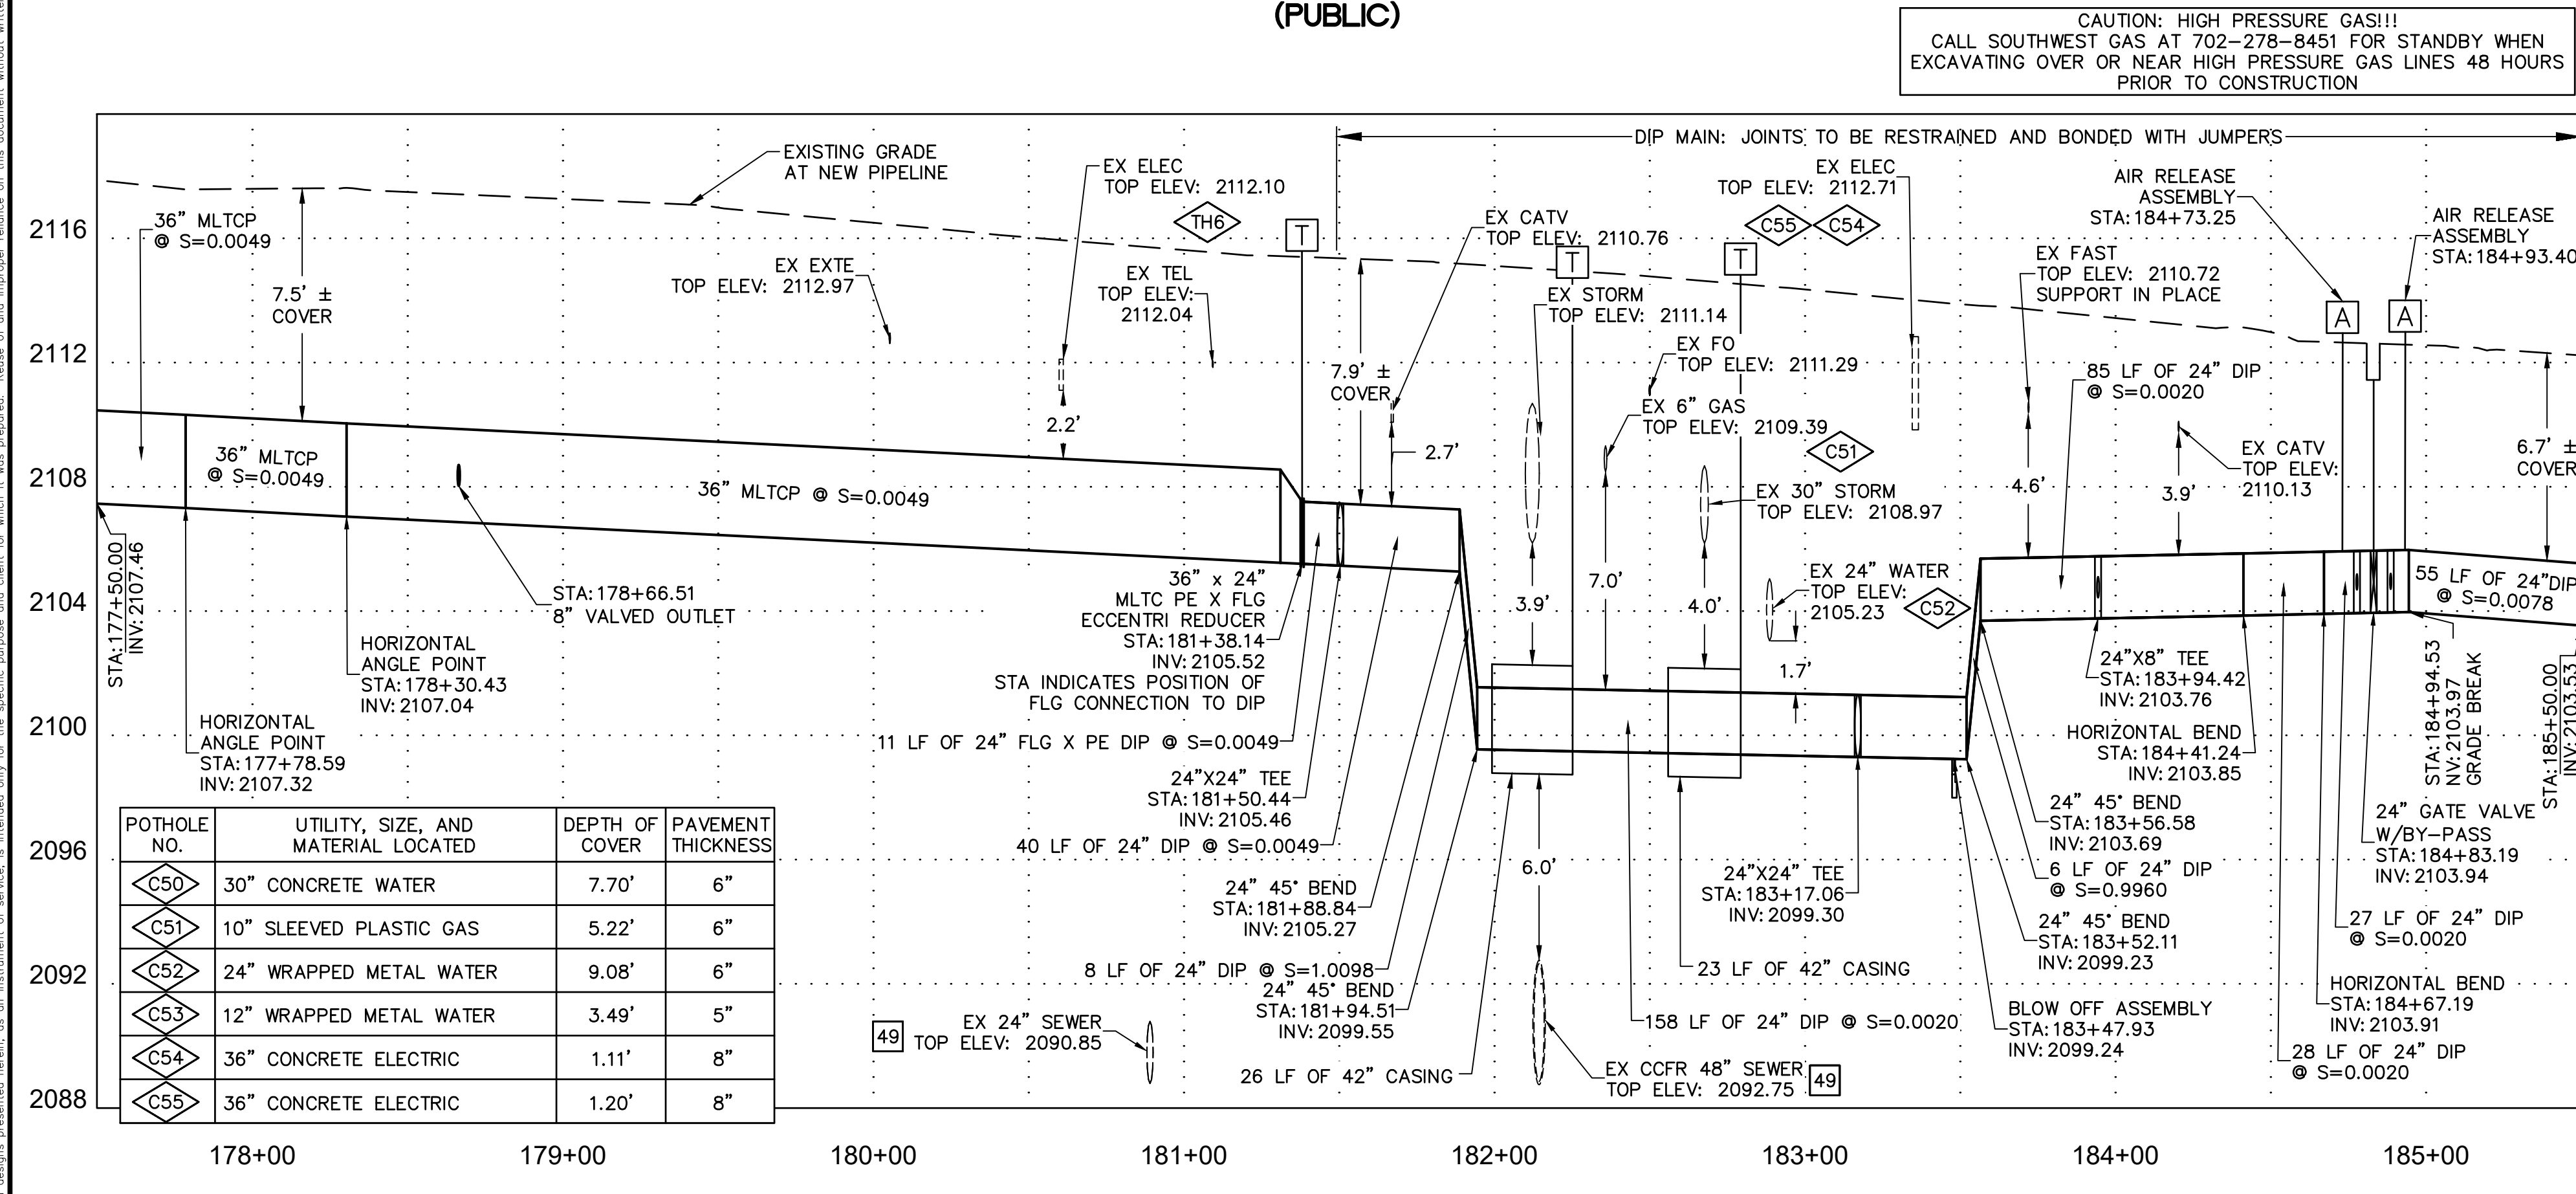 (PUBLIC)
CAUTION: HIGH PRESSURE GAS!!!
CALL SOUTHWEST GAS AT 702-278-8451 FOR STANDBY WHEN
EXCAVATING OVER OR NEAR HIGH PRESSURE GAS LINES 48 HOURS
PRIOR TO CONSTRUCTION
DIP MAIN: JOINTS TO BE RESTRAINED AND BONDED WITH JUMPERS
EXISTING GRADE
AT NEW PIPELINE
EX ELEC
TOP ELEV: 2112.10
TH6
T
EX ELEC
TOP ELEV: 2112.71
C55
C54
AIR RELEASE
ASSEMBLY
STA:184+73.25
AIR RELEASE
ASSEMBLY
STA:184+93.40
36" MLTCP
@ S=0.0049
EX CATV
TOP ELEV: 2110.76
T
T
7.5' ±
COVER
EX EXTE
TOP ELEV: 2112.97
EX TEL
TOP ELEV:
2112.04
EX STORM
TOP ELEV: 2111.14
EX FAST
TOP ELEV: 2110.72
SUPPORT IN PLACE
A
A
EX FO
TOP ELEV: 2111.29
7.9' ±
COVER
85 LF OF 24" DIP
@ S=0.0020
2.2'
2.7'
EX 6" GAS
TOP ELEV: 2109.39
C51
EX CATV
TOP ELEV:
2110.13
6.7' ±
COVER
36" MLTCP
@ S=0.0049
36" MLTCP @ S=0.0049
EX 30" STORM
TOP ELEV: 2108.97
4.6'
3.9'
STA:177+50.00
INV:2107.46
STA:178+66.51
8" VALVED OUTLET
36" x 24"
MLTC PE X FLG
ECCENTRI REDUCER
STA:181+38.14
INV:2105.52
STA INDICATES POSITION OF
FLG CONNECTION TO DIP
3.9'
7.0'
4.0'
EX 24" WATER
TOP ELEV:
2105.23
C52
1.7'
55 LF OF 24"DIP
@ S=0.0078
HORIZONTAL
ANGLE POINT
STA:178+30.43
INV:2107.04
HORIZONTAL
ANGLE POINT
STA:177+78.59
INV:2107.32
24"X8" TEE
STA:183+94.42
INV:2103.76
HORIZONTAL BEND
STA:184+41.24
INV:2103.85
STA:184+94.53
NV:2103.97
GRADE BREAK
STA:185+50.00
INV:2103.53
11 LF OF 24" FLG X PE DIP @ S=0.0049
24"X24" TEE
STA:181+50.44
INV:2105.46
40 LF OF 24" DIP @ S=0.0049
24" 45° BEND
STA:181+88.84
INV:2105.27
8 LF OF 24" DIP @ S=1.0098
24" 45° BEND
STA:181+94.51
INV:2099.55
26 LF OF 42" CASING
6.0'
24"X24" TEE
STA:183+17.06
INV:2099.30
23 LF OF 42" CASING
158 LF OF 24" DIP @ S=0.0020
EX CCFR 48" SEWER
TOP ELEV: 2092.75
49
24" 45° BEND
STA:183+56.58
INV:2103.69
6 LF OF 24" DIP
@ S=0.9960
24" 45° BEND
STA:183+52.11
INV:2099.23
BLOW OFF ASSEMBLY
STA:183+47.93
INV:2099.24
24" GATE VALVE
W/BY-PASS
STA:184+83.19
INV:2103.94
27 LF OF 24" DIP
@ S=0.0020
HORIZONTAL BEND
STA:184+67.19
INV:2103.91
28 LF OF 24" DIP
@ S=0.0020
49
EX 24" SEWER
TOP ELEV: 2090.85
POTHOLE NO. UTILITY, SIZE, AND MATERIAL LOCATED DEPTH OF COVER PAVEMENT THICKNESS
C50 30" CONCRETE WATER 7.70' 6"
C51 10" SLEEVED PLASTIC GAS 5.22' 6"
C52 24" WRAPPED METAL WATER 9.08' 6"
C53 12" WRAPPED METAL WATER 3.49' 5"
C54 36" CONCRETE ELECTRIC 1.11' 8"
C55 36" CONCRETE ELECTRIC 1.20' 8"
2116
2112
2108
2104
2100
2096
2092
2088
178+00 179+00 180+00 181+00 182+00 183+00 184+00 185+00